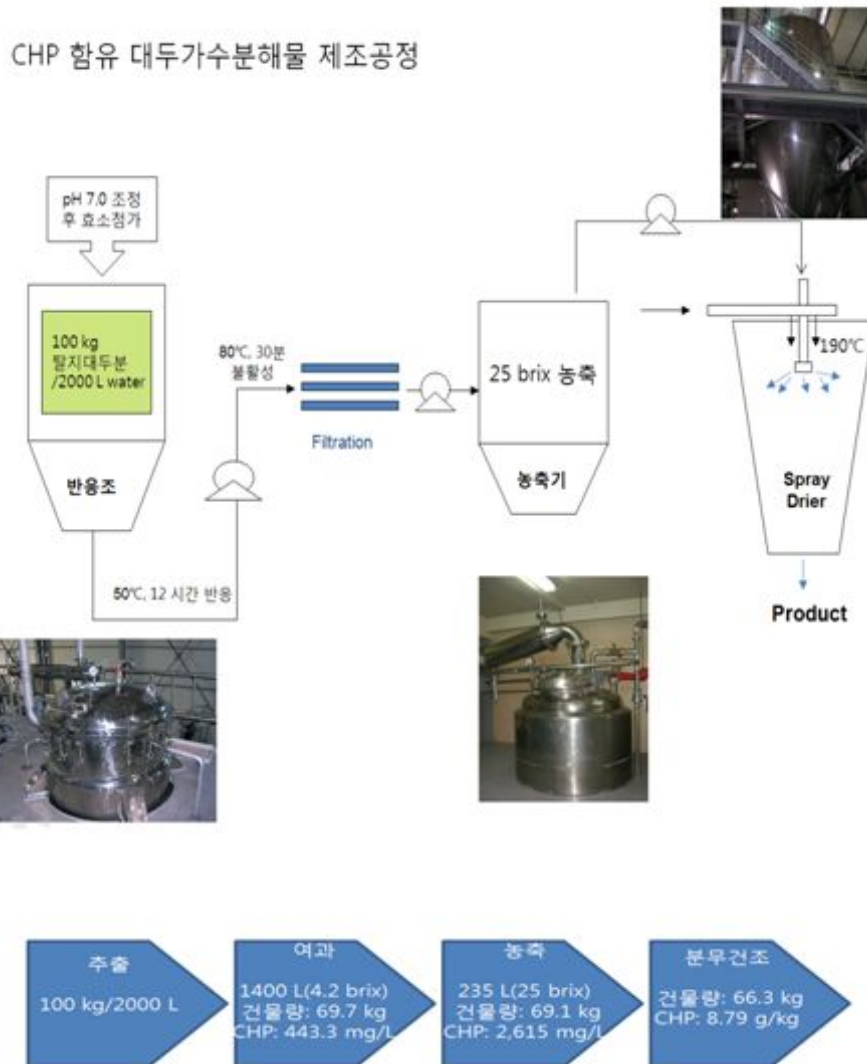 CHP 함유 대두가수분해물 제조공정
pH 7.0 조정
후 효소첨가
100 kg
탈지대두분
/2000 L water
반응조
50℃, 12 시간 반응
80℃, 30분
불활성
Filtration
25 brix 농축
농축기
190℃
Spray
Drier
Product
추출
100 kg/2000 L
여과
1400 L(4.2 brix)
건물량: 69.7 kg
CHP: 443.3 mg/L
농축
235 L(25 brix)
건물량: 69.1 kg
CHP: 2,615 mg/L
분무건조
건물량: 66.3 kg
CHP: 8.79 g/kg